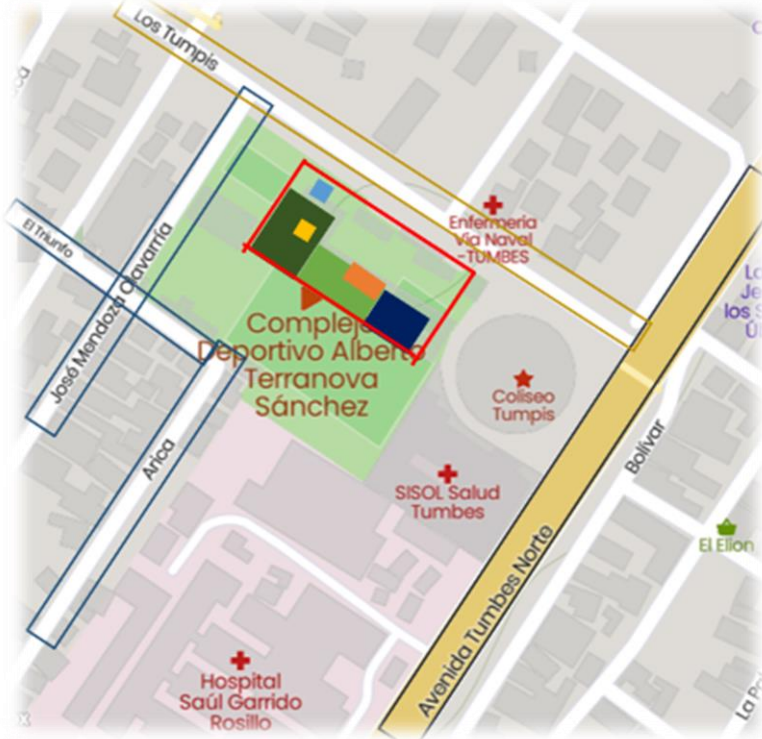 Los Tumpis
El Triunfo
José Mendoza Olavarría
Enfermería
Vía Naval
-TUMBES
Complejo
Deportivo Alberto
Terranova
Sánchez
Coliseo
Tumpis
Arica
SISOL Salud
Tumbes
Bolívar
El Elion
Avenida Tumbes Norte
Hospital
Saúl Garrido
Rosillo